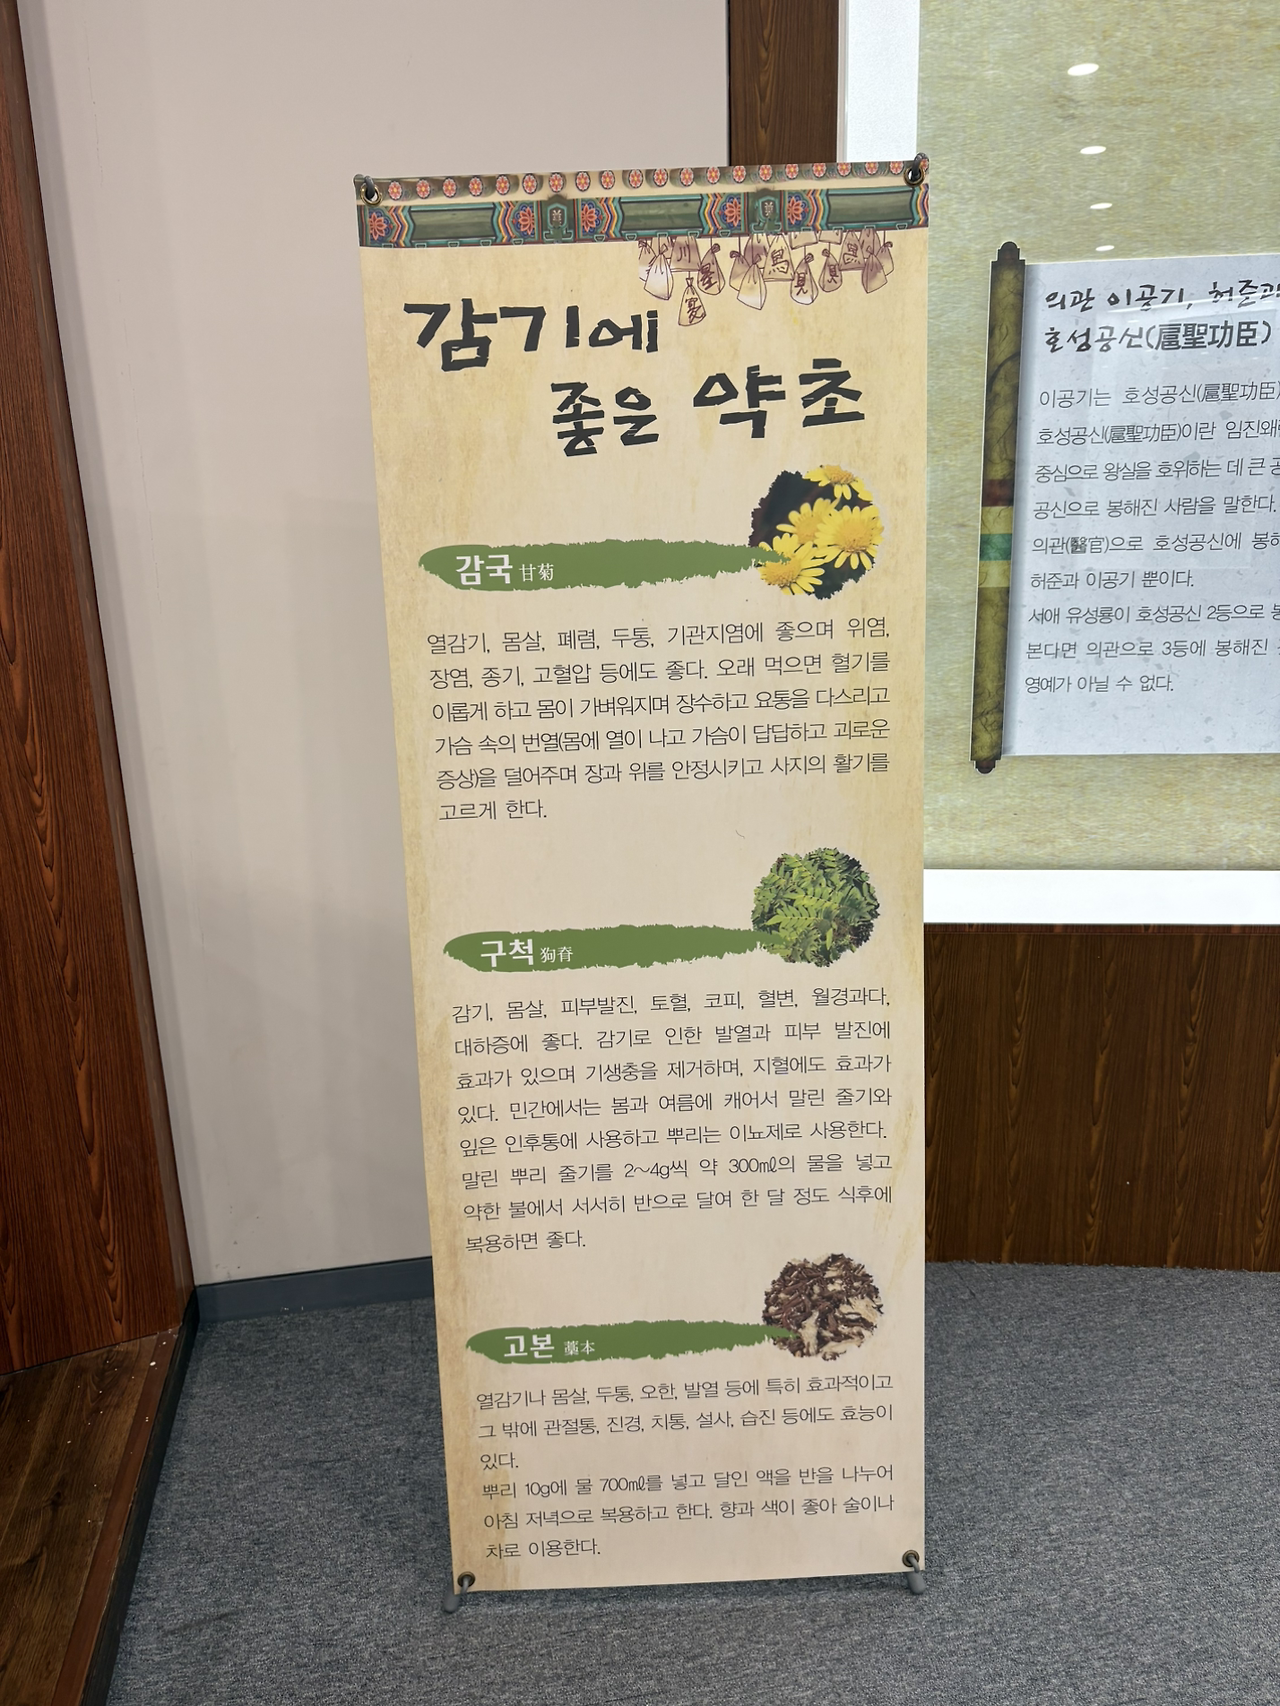 감기에
좋은 약초
감국 甘菊
열감기, 몸살, 폐렴, 두통, 기관지염에 좋으며 위염,
장염, 종기, 고혈압 등에도 좋다. 오래 먹으면 혈기를
이롭게 하고 몸이 가벼워지며 장수하고 요통을 다스리고
가슴 속의 번열(몸에 열이 나고 가슴이 답답하고 괴로운
증상)을 덜어주며 장과 위를 안정시키고 사지의 활기를
고르게 한다.
구척 狗脊
감기, 몸살, 피부발진, 토혈, 코피, 혈변, 월경과다,
대하증에 좋다. 감기로 인한 발열과 피부 발진에
효과가 있으며 기생충을 제거하며, 지혈에도 효과가
있다. 민간에서는 봄과 여름에 캐어서 말린 줄기와
잎은 인후통에 사용하고 뿌리는 이뇨제로 사용한다.
말린 뿌리 줄기를 2~4g씩 약 300㎖의 물을 넣고
약한 불에서 서서히 반으로 달여 한 달 정도 식후에
복용하면 좋다.
고본 藁本
열감기나 몸살, 두통, 오한, 발열 등에 특히 효과적이고
그 밖에 관절통, 진경, 치통, 설사, 습진 등에도 효능이
있다.
뿌리 10g에 물 700㎖를 넣고 달인 액을 반을 나누어
아침 저녁으로 복용하고 한다. 향과 색이 좋아 술이나
차로 이용한다.
의관 이공기, 허준과
호성공신(扈聖功臣)
이공기는 호성공신(扈聖功臣)
호성공신(扈聖功臣)이란 임진왜란
중심으로 왕실을 호위하는 데 큰
공신으로 봉해진 사람을 말한다.
의관(醫官)으로 호성공신에
허준과 이공기 뿐이다.
서애 유성룡이 호성공신 2등으로
본다면 의관으로 3등에 봉해진
영예가 아닐 수 없다.